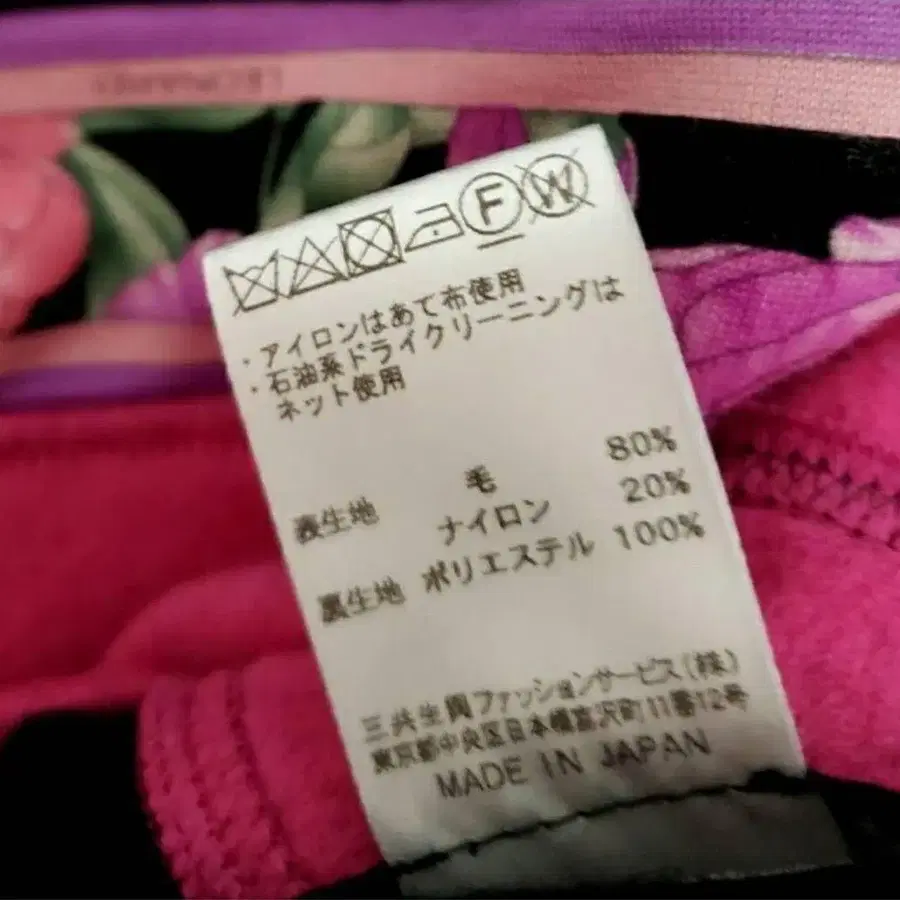 F W
・アイロンはあて布使用
・石油系ドライクリーニングは
ネット使用
表生地 毛 80%
ナイロン 20%
裏生地 ポリエステル 100%
三共生興ファッションサービス(株)
東京都中央区日本橋富沢町11番12号
MADE IN JAPAN